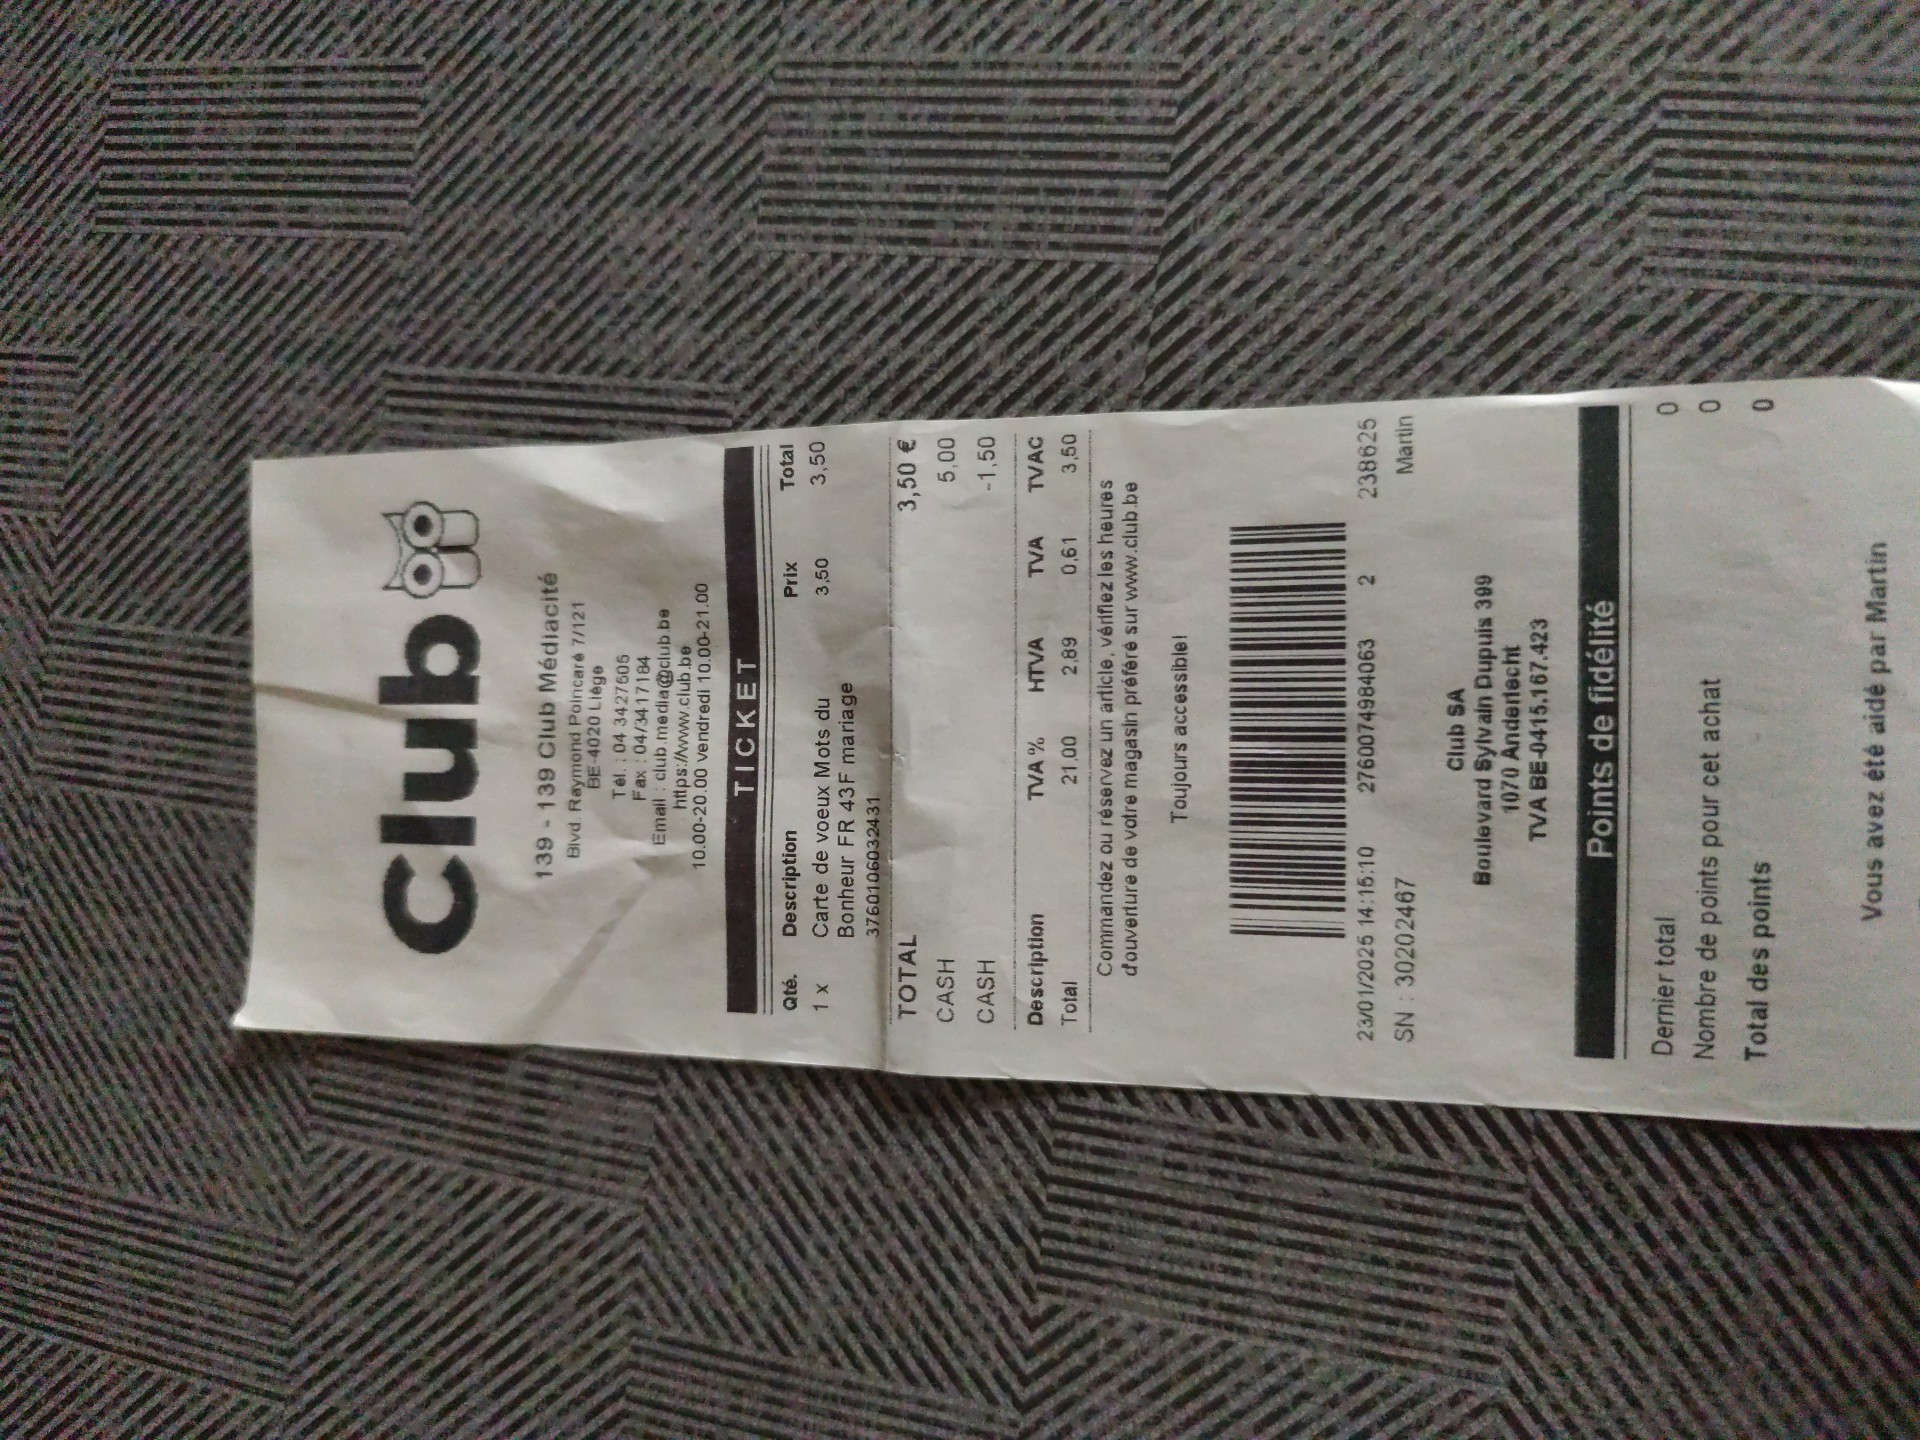 Club
139 - 139 Club Médiacité
Blvd. Raymond Poincaré 7/121
BE-4020 Liège
Tél. : 04 3427605
Fax : 04/3417184
Email : club.media@club.be
https://www.club.be
10.00-20.00 vendredi 10.00-21.00
TICKET
Qté. Description Prix Total
1 x Carte de voeux Mots du 3,50 3,50
Bonheur FR 43F mariage
3760106032431
TOTAL 3,50 €
CASH 5,00
CASH -1,50
Description TVA % HTVA TVA TVAC
Total 21,00 2,89 0,61 3,50
Commandez ou réservez un article, vérifiez les heures
d'ouverture de votre magasin préféré sur www.club.be
Toujours accessible!
23/01/2025 14:15:10 2760074984063 2 238625
SN : 30202467 Martin
Club SA
Boulevard Sylvain Dupuis 399
1070 Anderlecht
TVA BE-0415.167.423
Points de fidélité
Dernier total 0
Nombre de points pour cet achat 0
Total des points 0
Vous avez été aidé par Martin